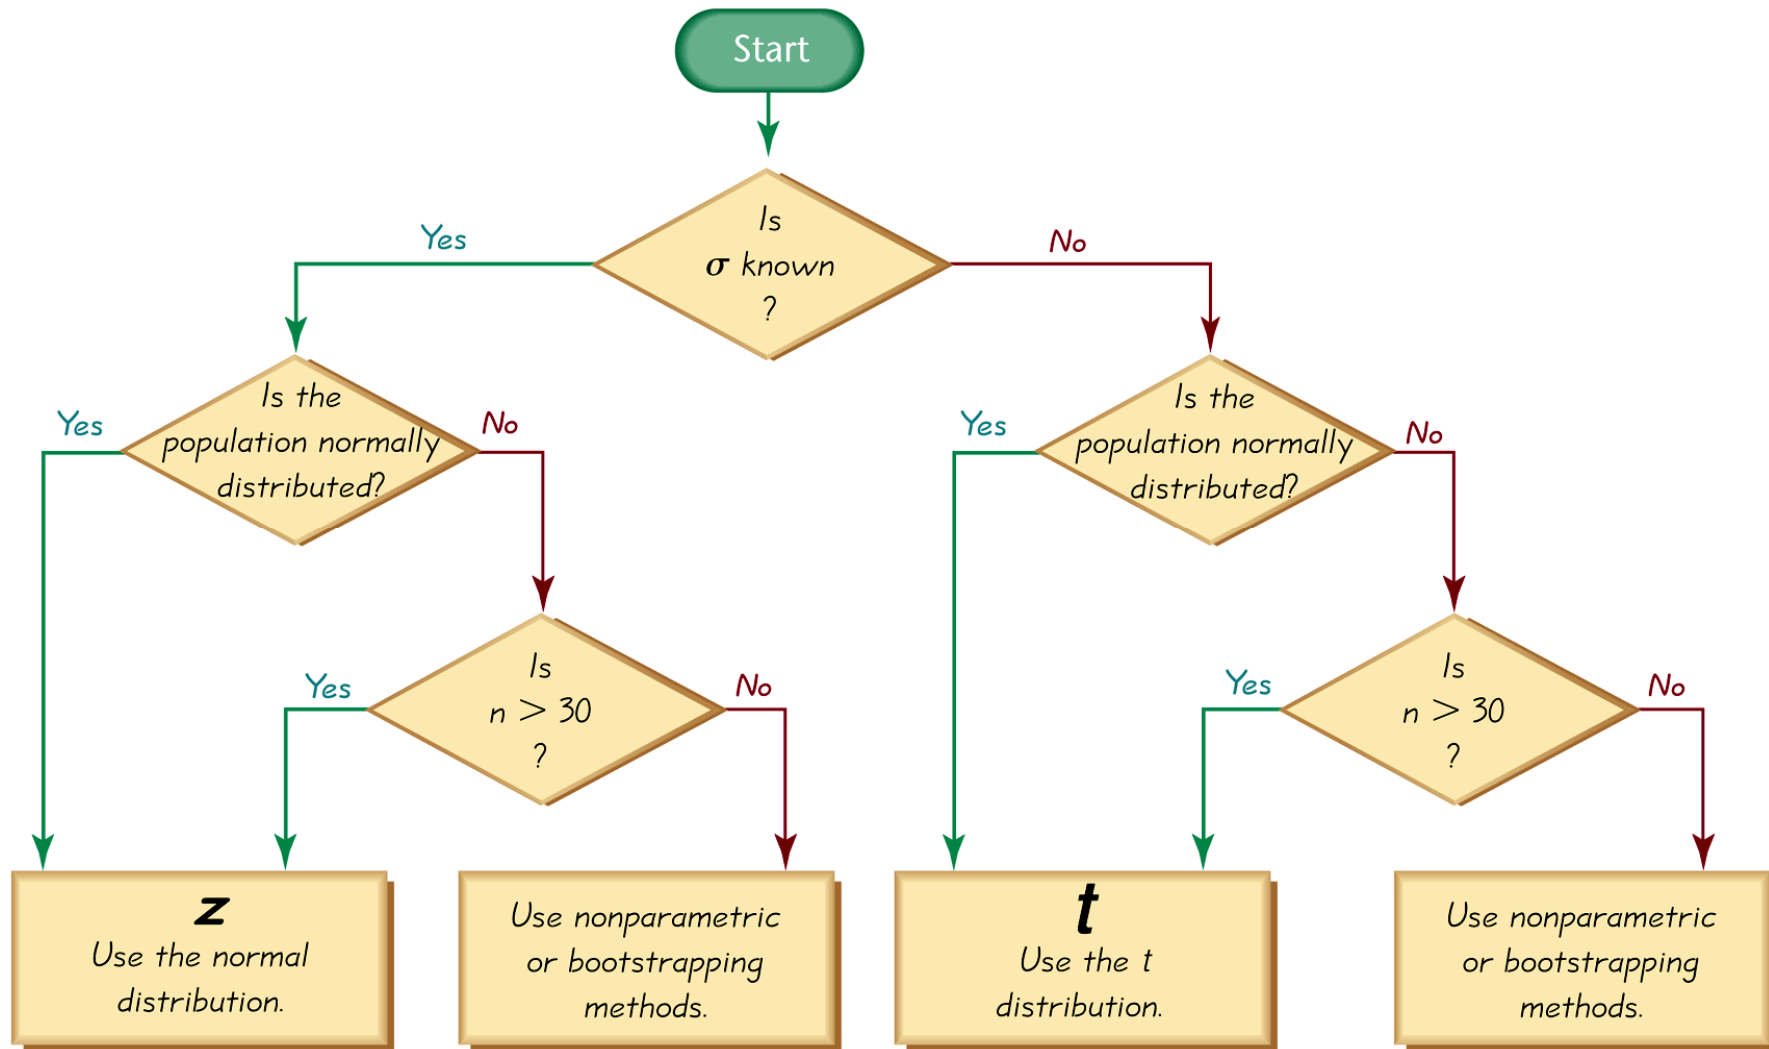 Start
Is
σ known
?
Yes
No
Is the
population normally
distributed?
Yes
No
Is the
population normally
distributed?
Yes
No
Is
n > 30
?
Yes
No
Is
n > 30
?
Yes
No
z
Use the normal
distribution.
Use nonparametric
or bootstrapping
methods.
t
Use the t
distribution.
Use nonparametric
or bootstrapping
methods.